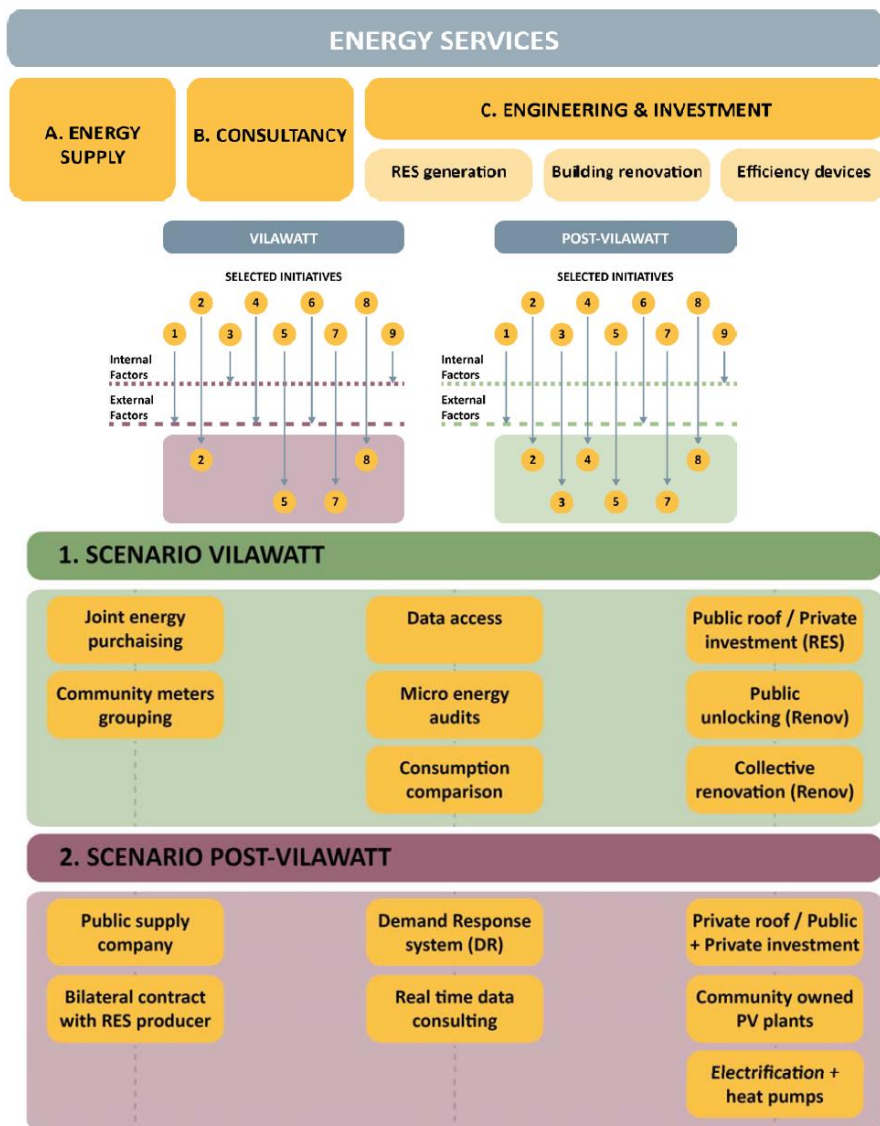 ENERGY SERVICES
A. ENERGY
SUPPLY
B. CONSULTANCY
C. ENGINEERING & INVESTMENT
RES generation
Building renovation
Efficiency devices
VILAWATT
SELECTED INITIATIVES
2
4
6
8
1
3
5
7
9
Internal
Factors
External
Factors
2
8
5
7
POST-VILAWATT
SELECTED INITIATIVES
2
4
6
8
1
3
5
7
9
Internal
Factors
External
Factors
2
4
8
3
5
7
1. SCENARIO VILAWATT
Joint energy
purchaising
Community meters
grouping
Data access
Micro energy
audits
Consumption
comparison
Public roof / Private
investment (RES)
Public
unlocking (Renov)
Collective
renovation (Renov)
2. SCENARIO POST-VILAWATT
Public supply
company
Bilateral contract
with RES producer
Demand Response
system (DR)
Real time data
consulting
Private roof / Public
+ Private investment
Community owned
PV plants
Electrification +
heat pumps